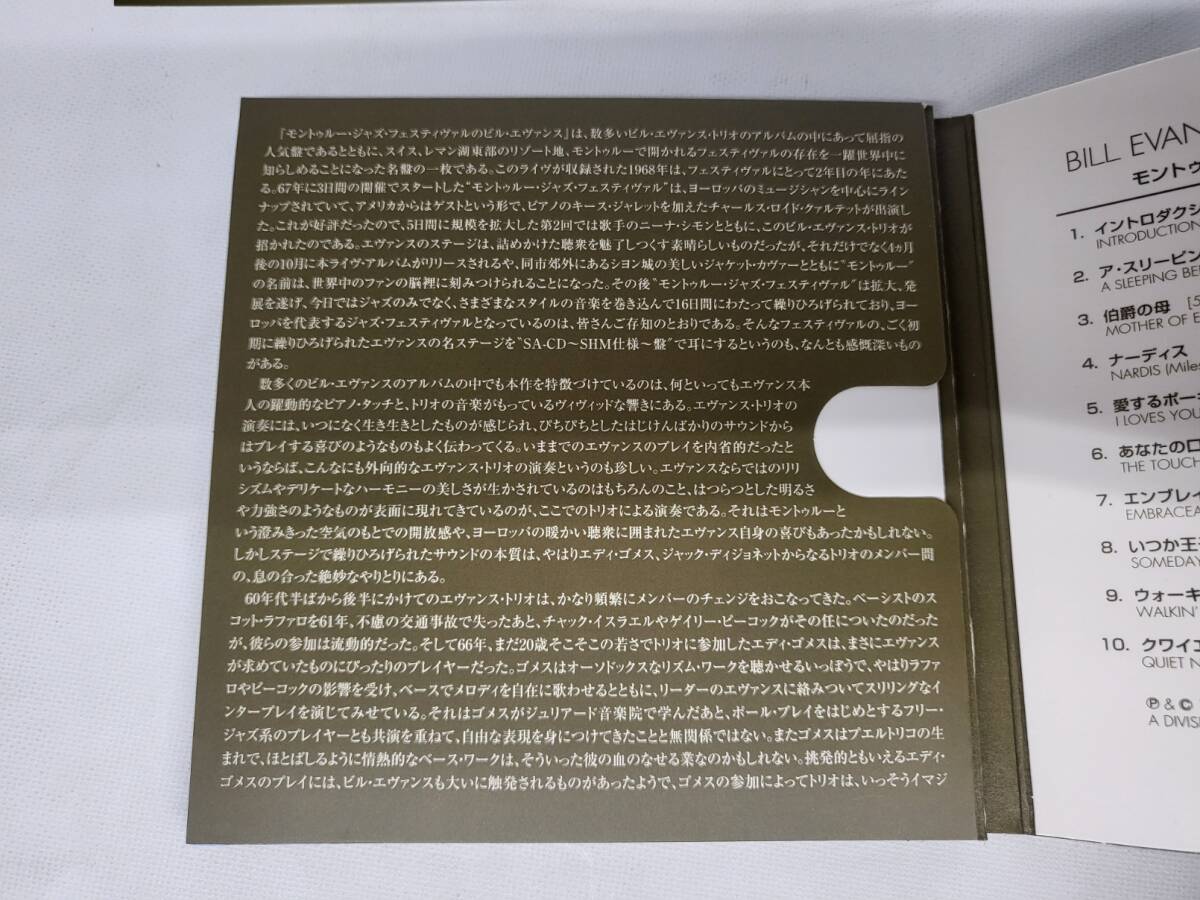 『モントゥルー・ジャズ・フェスティヴァルのビル・エヴァンス』は、数多いビル・エヴァンス・トリオのアルバムの中にあって屈指の
人気盤であるとともに、スイス、レマン湖東部のリゾート地、モントゥルーで開かれるフェスティヴァルの存在を一躍世界中に
知らしめることになった名盤の一枚である。このライヴが収録された1968年は、フェスティヴァルにとって2年目の年にあた
る。67年に3日間の開催でスタートした“モントゥルー・ジャズ・フェスティヴァル”は、ヨーロッパのミュージシャンを中心にライン
ナップされていて、アメリカからはゲストという形で、ピアノのキース・ジャレットを加えたチャールス・ロイド・クァルテットが出演し
た。これが好評だったので、5日間に規模を拡大した第2回では歌手のニーナ・シモンとともに、このビル・エヴァンス・トリオが
招かれたのである。エヴァンスのステージは、詰めかけた聴衆を魅了しつくす素晴らしいものだったが、それだけでなく4ヵ月
後の10月に本ライヴ・アルバムがリリースされるや、同市郊外にあるシヨン城の美しいジャケット・カヴァーとともに“モントゥルー”
の名前は、世界中のファンの脳裡に刻みつけられることになった。その後“モントゥルー・ジャズ・フェスティヴァル”は拡大、発
展を遂げ、今日ではジャズのみでなく、さまざまなスタイルの音楽を巻き込んで16日間にわたって繰りひろげられており、ヨー
ロッパを代表するジャズ・フェスティヴァルとなっているのは、皆さんご存知のとおりである。そんなフェスティヴァルの、ごく初
期に繰りひろげられたエヴァンスの名ステージを“SA-CD〜SHM仕様〜盤”で耳にするというのも、なんとも感慨深いもの
がある。
数多くのビル・エヴァンスのアルバムの中でも本作を特徴づけているのは、何といってもエヴァンス本
人の躍動的なピアノ・タッチと、トリオの音楽がもっているヴィヴィッドな響きにある。エヴァンス・トリオの
演奏には、いつになく生き生きとしたものが感じられ、ぴちぴちとしたはじけんばかりのサウンドから
はプレイする喜びのようなものもよく伝わってくる。いままでのエヴァンスのプレイを内省的だったと
いうならば、こんなにも外向的なエヴァンス・トリオの演奏というのも珍しい。エヴァンスならではのリリ
シズムやデリケートなハーモニーの美しさが生かされているのはもちろんのこと、はつらつとした明るさ
や力強さのようなものが表面に現れてきているのが、ここでのトリオによる演奏である。それはモントゥルーと
いう澄みきった空気のもとでの開放感や、ヨーロッパの暖かい聴衆に囲まれたエヴァンス自身の喜びもあったかもしれない。
しかしステージで繰りひろげられたサウンドの本質は、やはりエディ・ゴメス、ジャック・ディジョネットからなるトリオのメンバー間
の、息の合った絶妙なやりとりにある。
60年代半ばから後半にかけてのエヴァンス・トリオは、かなり頻繁にメンバーのチェンジをおこなってきた。ベーシストのス
コット・ラファロを61年、不慮の交通事故で失ったあと、チャック・イスラエルやゲイリー・ピーコックがその任についたのだった
が、彼らの参加は流動的だった。そして66年、まだ20歳そこそこの若さでトリオに参加したエディ・ゴメスは、まさにエヴァンス
が求めていたものにぴったりのプレイヤーだった。ゴメスはオーソドックスなリズム・ワークを聴かせるいっぽうで、やはりラファ
ロやピーコックの影響を受け、ベースでメロディを自在に歌わせるとともに、リーダーのエヴァンスに絡みついてスリリングなイ
ンタープレイを演じてみせている。それはゴメスがジュリアード音楽院で学んだあと、ポール・ブレイをはじめとするフリー・
ジャズ系のプレイヤーとも共演を重ねて、自由な表現を身につけてきたことと無関係ではない。またゴメスはプエルトリコの生
まれで、ほとばしるように情熱的なベース・ワークは、そういった彼の血のなせる業なのかもしれない。挑発的ともいえるエディ・
ゴメスのプレイには、ビル・エヴァンスも大いに触発されるものがあったようで、ゴメスの参加によってトリオは、いっそうイマジ
BILL EVAN
モントゥ
1. イントロダクシ
INTRODUCTION
2. ア・スリーピン
A SLEEPING BE
3. 伯爵の母 [5
MOTHER OF E
4. ナーディス
NARDIS (Miles
5. 愛するポーギ
I LOVES YOU
6. あなたの口
THE TOUCH
7. エンブレイ
EMBRACEA
8. いつか王
SOMEDAY
9. ウォーキ
WALKIN'
10. クワイエ
QUIET N
℗ & ©
A DIVIS